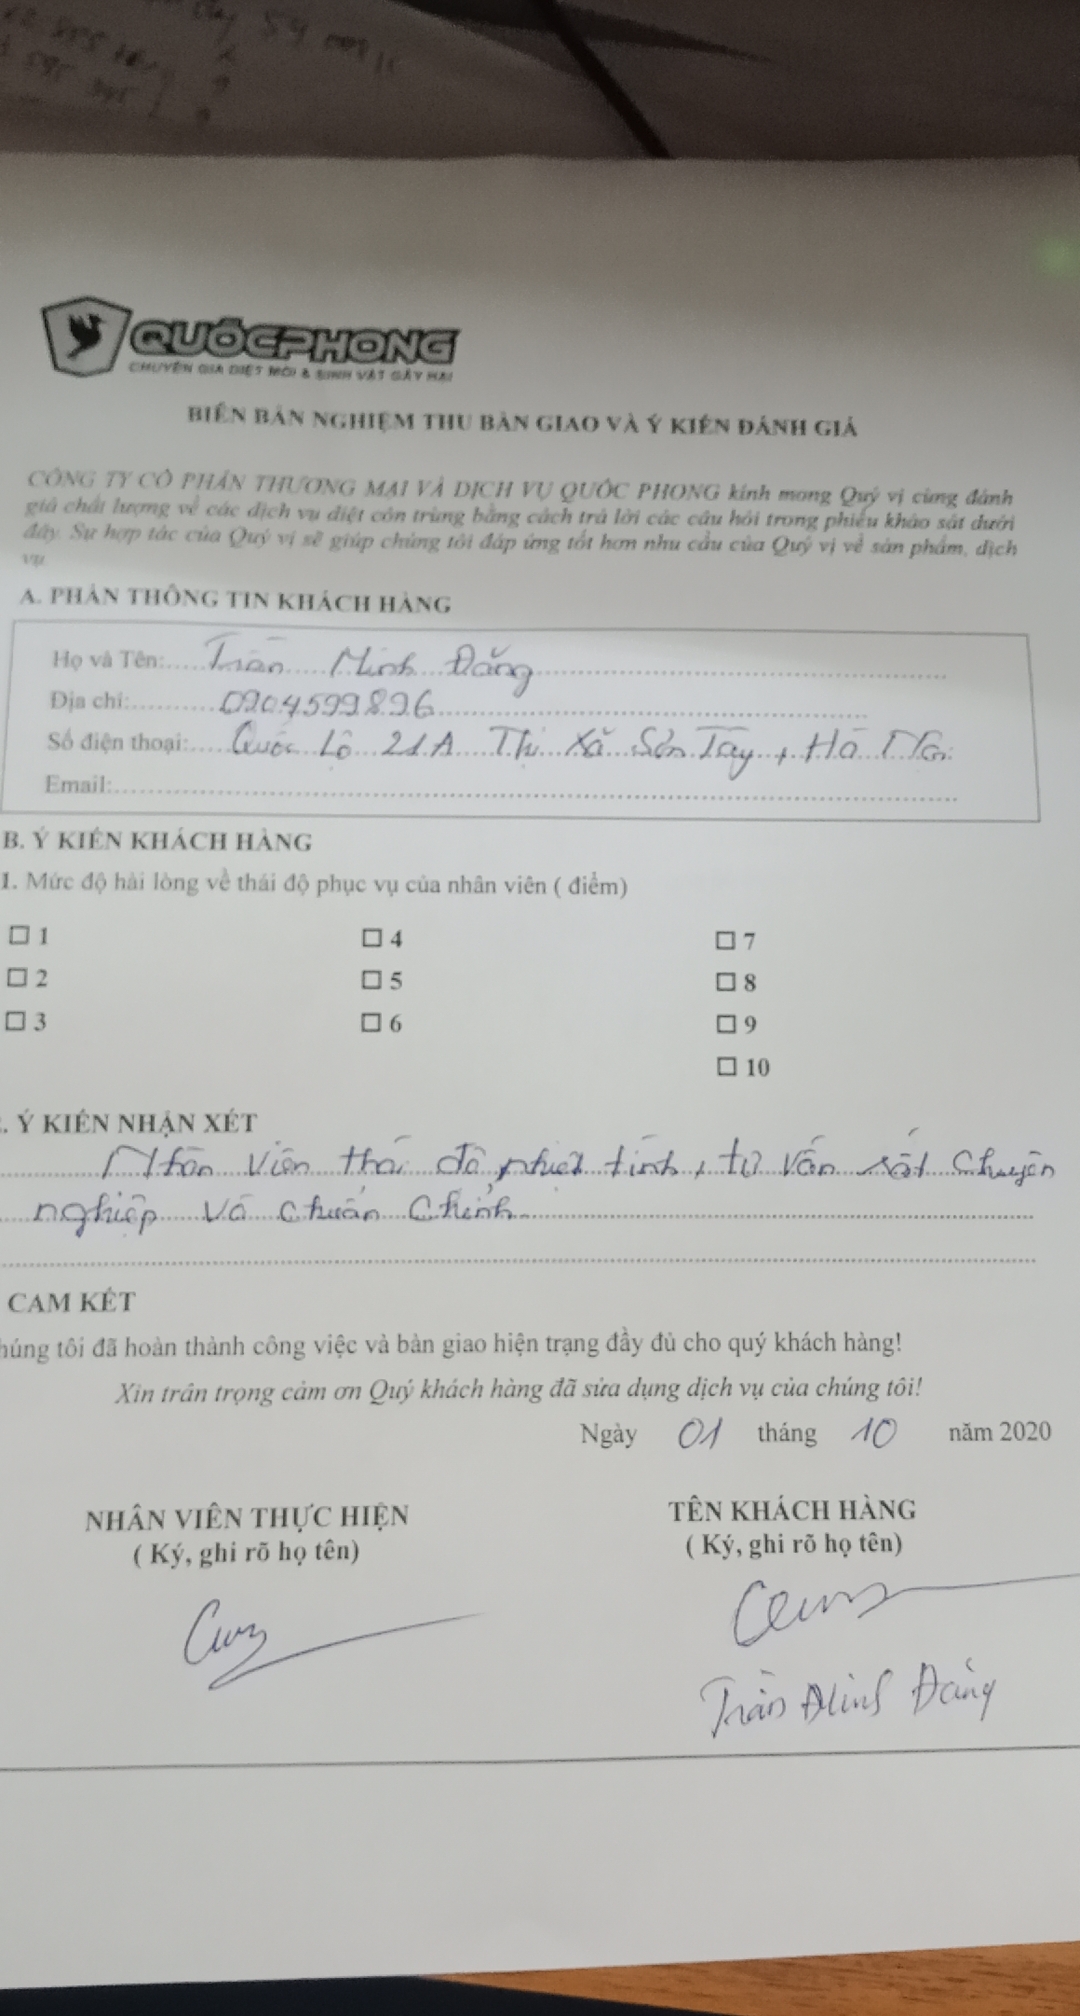 QUỐCPHONG
CHUYÊN GIA DIỆT MỐI & SINH VẬT GÂY HẠI
BIÊN BẢN NGHIỆM THU BÀN GIAO VÀ Ý KIẾN ĐÁNH GIÁ
CÔNG TY CỔ PHẦN THƯƠNG MẠI VÀ DỊCH VỤ QUỐC PHONG kính mong Quý vị cùng đánh
giá chất lượng về các dịch vụ diệt côn trùng bằng cách trả lời các câu hỏi trong phiếu khảo sát dưới
đây. Sự hợp tác của Quý vị sẽ giúp chúng tôi đáp ứng tốt hơn nhu cầu của Quý vị về sản phẩm, dịch
vụ
A. PHẦN THÔNG TIN KHÁCH HÀNG
Họ và Tên: Trần Minh Đăng
Địa chỉ: 0904599896
Số điện thoại: Quốc Lộ 21A Thị Xã Sơn Tây, Hà Nội
Email:
B. Ý KIẾN KHÁCH HÀNG
1. Mức độ hài lòng về thái độ phục vụ của nhân viên ( điểm)
☐ 1 ☐ 4 ☐ 7
☐ 2 ☐ 5 ☐ 8
☐ 3 ☐ 6 ☐ 9
☐ 10
. Ý KIẾN NHẬN XÉT
Nhân viên thái độ nhiệt tình, tư vấn rất chuyên
nghiệp và chuẩn chỉnh
CAM KẾT
húng tôi đã hoàn thành công việc và bàn giao hiện trạng đầy đủ cho quý khách hàng!
Xin trân trọng cảm ơn Quý khách hàng đã sửa dụng dịch vụ của chúng tôi!
Ngày 01 tháng 10 năm 2020
NHÂN VIÊN THỰC HIỆN TÊN KHÁCH HÀNG
( Ký, ghi rõ họ tên) ( Ký, ghi rõ họ tên)
Trần Minh Đăng